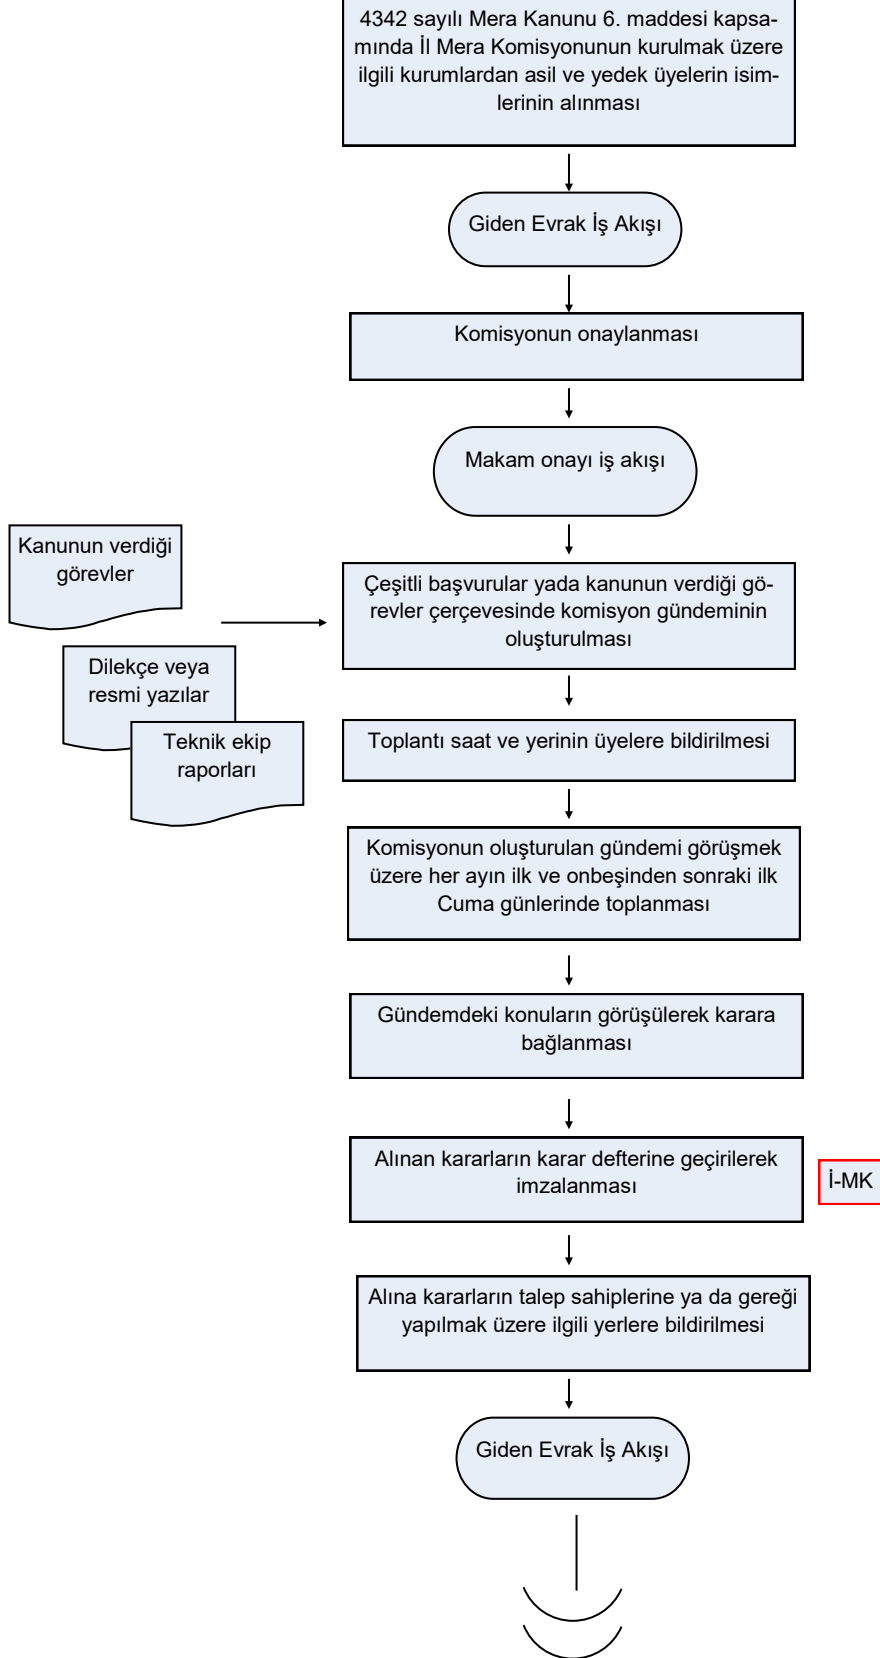 4342 sayılı Mera Kanunu 6. maddesi kapsa-
mında İl Mera Komisyonunun kurulmak üzere
ilgili kurumlardan asil ve yedek üyelerin isim-
lerinin alınması
Giden Evrak İş Akışı
Komisyonun onaylanması
Makam onayı iş akışı
Kanunun verdiği
görevler
Çeşitli başvurular yada kanunun verdiği gö-
revler çerçevesinde komisyon gündeminin
oluşturulması
Dilekçe veya
resmi yazılar
Teknik ekip
raporları
Toplantı saat ve yerinin üyelere bildirilmesi
Komisyonun oluşturulan gündemi görüşmek
üzere her ayın ilk ve onbeşinden sonraki ilk
Cuma günlerinde toplanması
Gündemdeki konuların görüşülerek karara
bağlanması
Alınan kararların karar defterine geçirilerek
imzalanması
İ-MK
Alına kararların talep sahiplerine ya da gereği
yapılmak üzere ilgili yerlere bildirilmesi
Giden Evrak İş Akışı